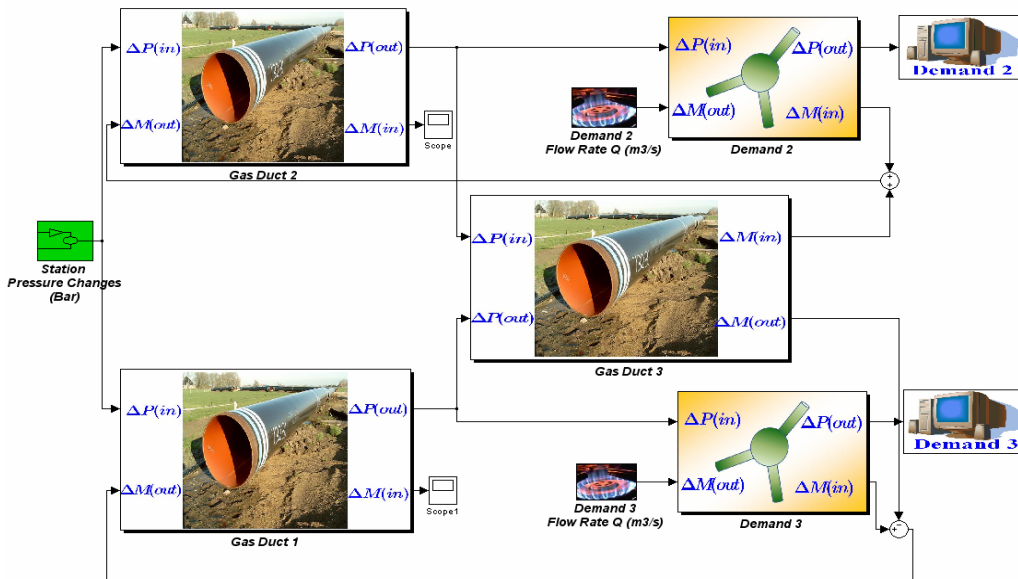 ΔP(in)
ΔP(out)
ΔM(out)
ΔM(in)
Gas Duct 2
Scope
Demand 2
Flow Rate Q (m3/s)
ΔP(in)
ΔP(out)
ΔM(out)
ΔM(in)
Demand 2
Demand 2
+
+
Station
Pressure Changes
(Bar)
ΔP(in)
ΔM(in)
ΔP(out)
ΔM(out)
Gas Duct 3
ΔP(in)
ΔP(out)
ΔM(out)
ΔM(in)
Gas Duct 1
Scope1
Demand 3
Flow Rate Q (m3/s)
ΔP(in)
ΔP(out)
ΔM(out)
ΔM(in)
Demand 3
Demand 3
−
+